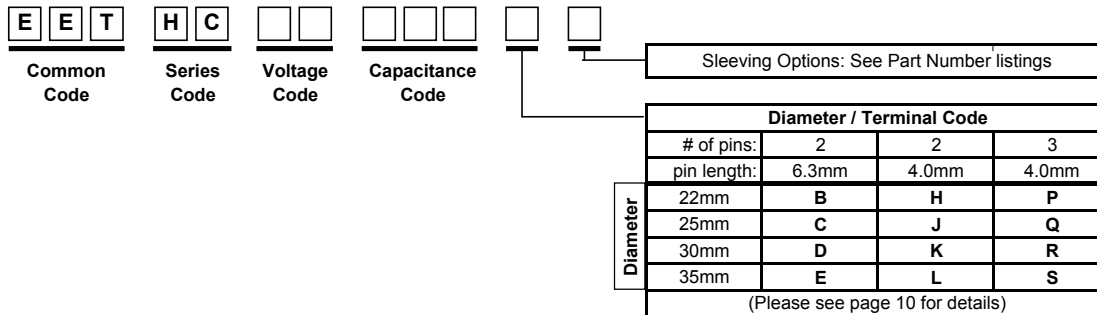 E E T H C
Sleeving Options: See Part Number listings
Common Code
Series Code
Voltage Code
Capacitance Code
Diameter / Terminal Code
# of pins: 2 2 3
pin length: 6.3mm 4.0mm 4.0mm
Diameter
22mm B H P
25mm C J Q
30mm D K R
35mm E L S
(Please see page 10 for details)